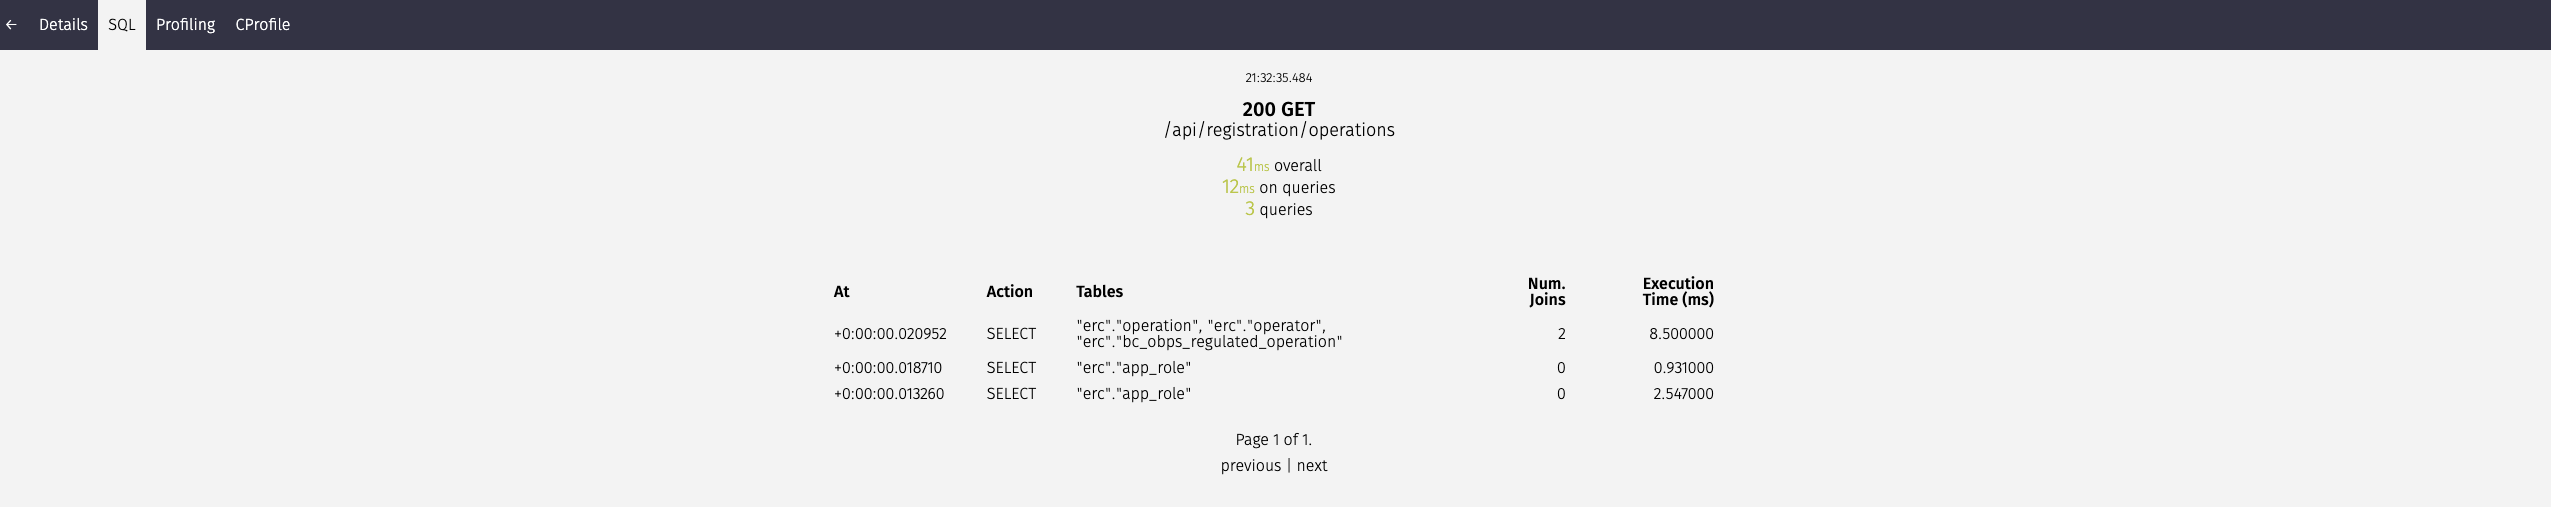 ← Details SQL Profiling CProfile
21:32:35.484
200 GET
/api/registration/operations
41ms overall
12ms on queries
3 queries
At Action Tables Num. Joins Execution Time (ms)
+0:00:00.020952 SELECT "erc"."operation", "erc"."operator", "erc"."bc_obps_regulated_operation" 2 8.500000
+0:00:00.018710 SELECT "erc"."app_role" 0 0.931000
+0:00:00.013260 SELECT "erc"."app_role" 0 2.547000
Page 1 of 1.
previous | next